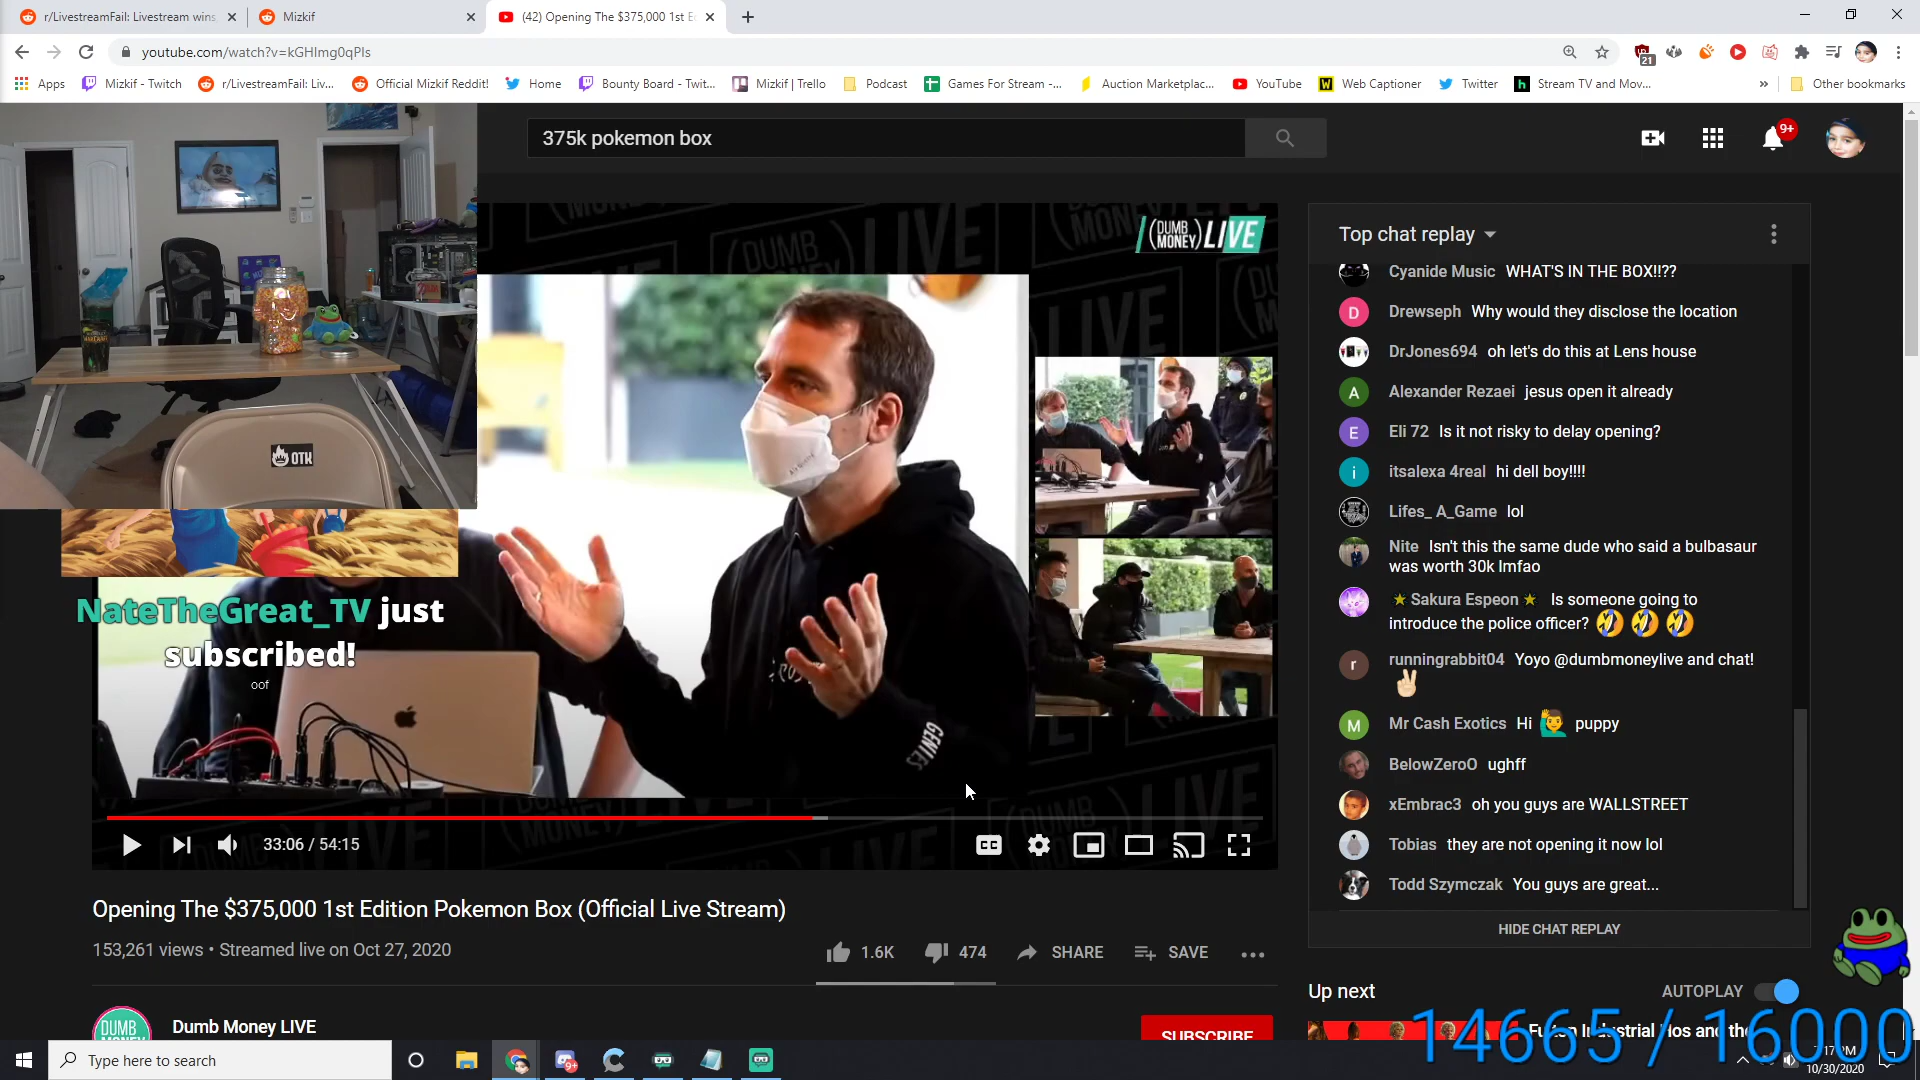 r/LivestreamFail: Livestream wins,
Mizkif
(42) Opening The $375,000 1st E
youtube.com/watch?v=kGHImg0qPIs
21
Apps
Mizkif - Twitch
r/LivestreamFail: Liv...
Official Mizkif Reddit!
Home
Bounty Board - Twit...
Mizkif | Trello
Podcast
Games For Stream -...
Auction Marketplac...
YouTube
Web Captioner
Twitter
Stream TV and Mov...
»
Other bookmarks
375k pokemon box
9+
(DUMB MONEY) LIVE
OTK
GENIES
NateTheGreat_TV just
subscribed!
oof
33:06 / 54:15
CC
Opening The $375,000 1st Edition Pokemon Box (Official Live Stream)
153,261 views • Streamed live on Oct 27, 2020
1.6K
474
SHARE
SAVE
DUMB
Dumb Money LIVE
SUBSCRIBE
Top chat replay
Cyanide Music WHAT'S IN THE BOX!!??
D
Drewseph Why would they disclose the location
DrJones694 oh let's do this at Lens house
A
Alexander Rezaei jesus open it already
E
Eli 72 Is it not risky to delay opening?
i
itsalexa 4real hi dell boy!!!!
Lifes_ A_Game lol
Nite Isn't this the same dude who said a bulbasaur
was worth 30k lmfao
★Sakura Espeon★ Is someone going to
introduce the police officer? 🤣 🤣 🤣
r
runningrabbit04 Yoyo @dumbmoneylive and chat!
✌🏻
M
Mr Cash Exotics Hi 🙋‍♂️ puppy
BelowZeroO ughff
xEmbrac3 oh you guys are WALLSTREET
Tobias they are not opening it now lol
Todd Szymczak You guys are great...
HIDE CHAT REPLAY
Up next
AUTOPLAY
14665 / 16000
Type here to search
9+
10/30/2020